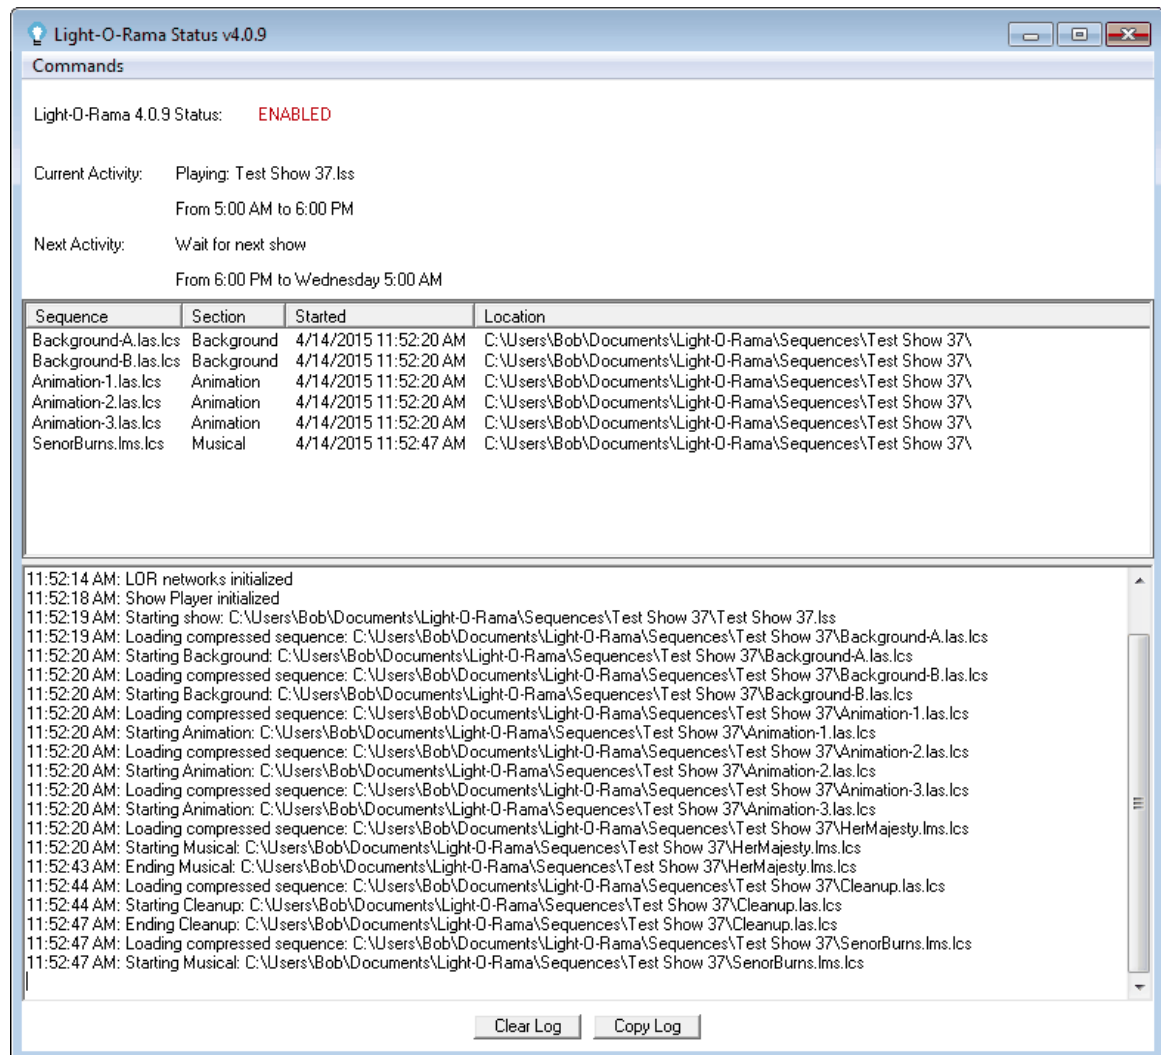 Light-O-Rama Status v4.0.9
Commands
Light-O-Rama 4.0.9 Status: ENABLED
Current Activity: Playing: Test Show 37.lss
From 5:00 AM to 6:00 PM
Next Activity: Wait for next show
From 6:00 PM to Wednesday 5:00 AM
Sequence Section Started Location
Background-A.las.lcs Background 4/14/2015 11:52:20 AM C:\Users\Bob\Documents\Light-O-Rama\Sequences\Test Show 37\
Background-B.las.lcs Background 4/14/2015 11:52:20 AM C:\Users\Bob\Documents\Light-O-Rama\Sequences\Test Show 37\
Animation-1.las.lcs Animation 4/14/2015 11:52:20 AM C:\Users\Bob\Documents\Light-O-Rama\Sequences\Test Show 37\
Animation-2.las.lcs Animation 4/14/2015 11:52:20 AM C:\Users\Bob\Documents\Light-O-Rama\Sequences\Test Show 37\
Animation-3.las.lcs Animation 4/14/2015 11:52:20 AM C:\Users\Bob\Documents\Light-O-Rama\Sequences\Test Show 37\
SenorBurns.lms.lcs Musical 4/14/2015 11:52:47 AM C:\Users\Bob\Documents\Light-O-Rama\Sequences\Test Show 37\
11:52:14 AM: LOR networks initialized
11:52:18 AM: Show Player initialized
11:52:19 AM: Starting show: C:\Users\Bob\Documents\Light-O-Rama\Sequences\Test Show 37\Test Show 37.lss
11:52:19 AM: Loading compressed sequence: C:\Users\Bob\Documents\Light-O-Rama\Sequences\Test Show 37\Background-A.las.lcs
11:52:20 AM: Starting Background: C:\Users\Bob\Documents\Light-O-Rama\Sequences\Test Show 37\Background-A.las.lcs
11:52:20 AM: Loading compressed sequence: C:\Users\Bob\Documents\Light-O-Rama\Sequences\Test Show 37\Background-B.las.lcs
11:52:20 AM: Starting Background: C:\Users\Bob\Documents\Light-O-Rama\Sequences\Test Show 37\Background-B.las.lcs
11:52:20 AM: Loading compressed sequence: C:\Users\Bob\Documents\Light-O-Rama\Sequences\Test Show 37\Animation-1.las.lcs
11:52:20 AM: Starting Animation: C:\Users\Bob\Documents\Light-O-Rama\Sequences\Test Show 37\Animation-1.las.lcs
11:52:20 AM: Loading compressed sequence: C:\Users\Bob\Documents\Light-O-Rama\Sequences\Test Show 37\Animation-2.las.lcs
11:52:20 AM: Starting Animation: C:\Users\Bob\Documents\Light-O-Rama\Sequences\Test Show 37\Animation-2.las.lcs
11:52:20 AM: Loading compressed sequence: C:\Users\Bob\Documents\Light-O-Rama\Sequences\Test Show 37\Animation-3.las.lcs
11:52:20 AM: Starting Animation: C:\Users\Bob\Documents\Light-O-Rama\Sequences\Test Show 37\Animation-3.las.lcs
11:52:20 AM: Loading compressed sequence: C:\Users\Bob\Documents\Light-O-Rama\Sequences\Test Show 37\HerMajesty.lms.lcs
11:52:20 AM: Starting Musical: C:\Users\Bob\Documents\Light-O-Rama\Sequences\Test Show 37\HerMajesty.lms.lcs
11:52:43 AM: Ending Musical: C:\Users\Bob\Documents\Light-O-Rama\Sequences\Test Show 37\HerMajesty.lms.lcs
11:52:44 AM: Loading compressed sequence: C:\Users\Bob\Documents\Light-O-Rama\Sequences\Test Show 37\Cleanup.las.lcs
11:52:44 AM: Starting Cleanup: C:\Users\Bob\Documents\Light-O-Rama\Sequences\Test Show 37\Cleanup.las.lcs
11:52:47 AM: Ending Cleanup: C:\Users\Bob\Documents\Light-O-Rama\Sequences\Test Show 37\Cleanup.las.lcs
11:52:47 AM: Loading compressed sequence: C:\Users\Bob\Documents\Light-O-Rama\Sequences\Test Show 37\SenorBurns.lms.lcs
11:52:47 AM: Starting Musical: C:\Users\Bob\Documents\Light-O-Rama\Sequences\Test Show 37\SenorBurns.lms.lcs
Clear Log Copy Log